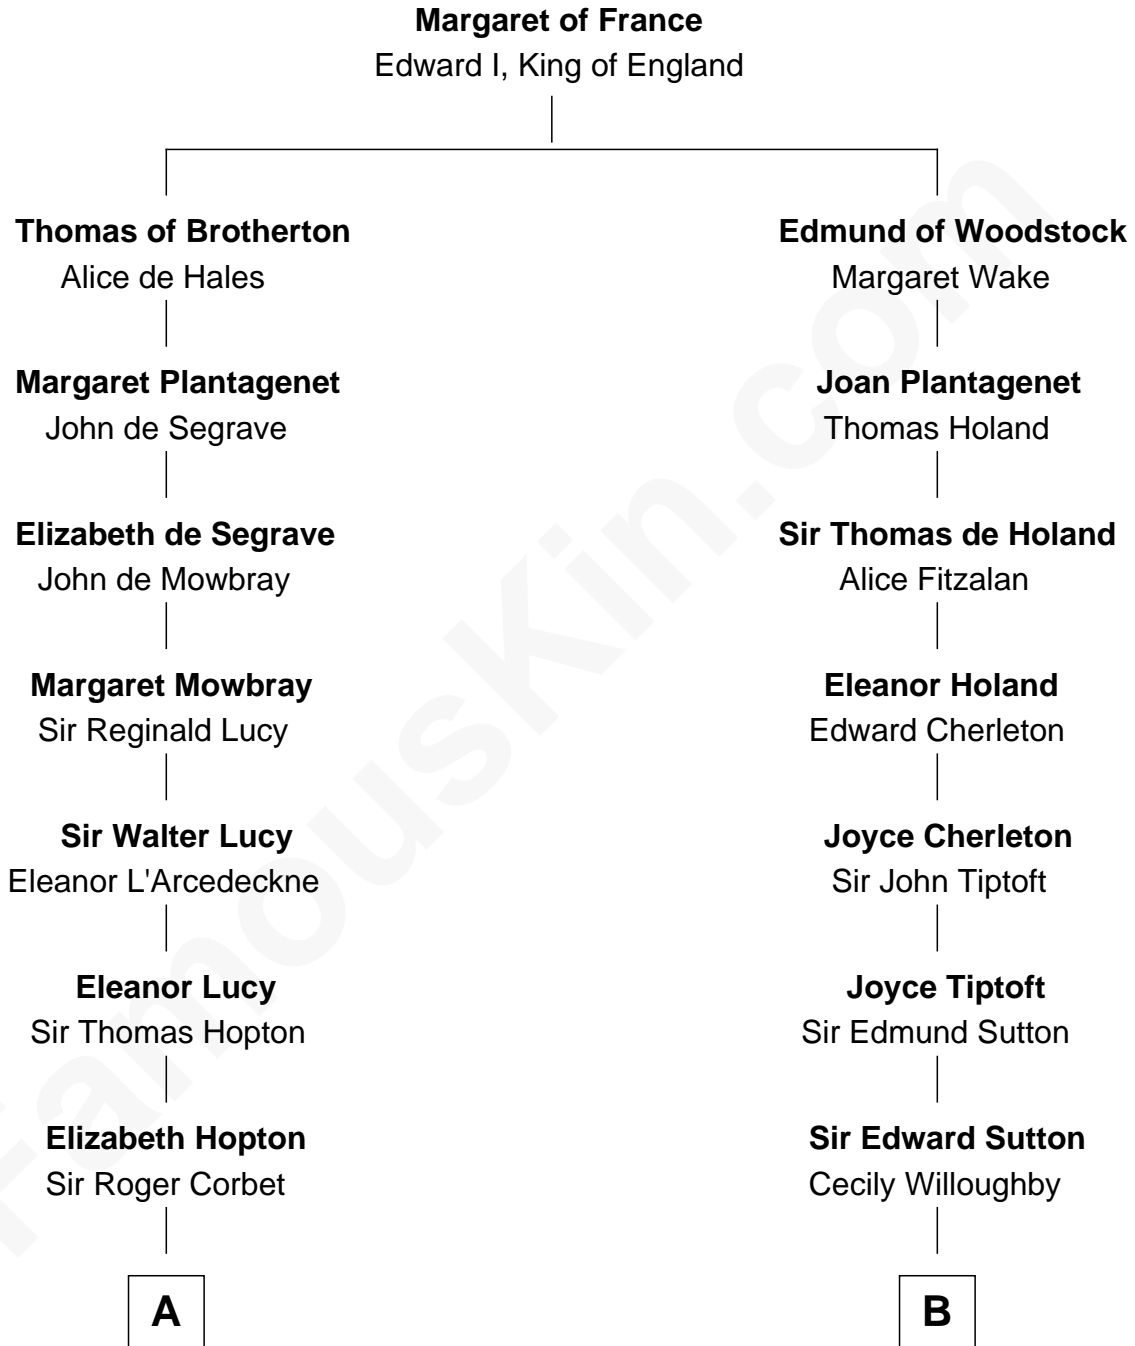 Margaret of France
Edward I, King of England
Thomas of Brotherton
Alice de Hales
Edmund of Woodstock
Margaret Wake
Margaret Plantagenet
John de Segrave
Joan Plantagenet
Thomas Holand
Elizabeth de Segrave
John de Mowbray
Sir Thomas de Holand
Alice Fitzalan
Margaret Mowbray
Sir Reginald Lucy
Eleanor Holand
Edward Cherleton
Sir Walter Lucy
Eleanor L'Arcedeckne
Joyce Cherleton
Sir John Tiptoft
Eleanor Lucy
Sir Thomas Hopton
Joyce Tiptoft
Sir Edmund Sutton
Elizabeth Hopton
Sir Roger Corbet
Sir Edward Sutton
Cecily Willoughby
A
B
FamousKin.com